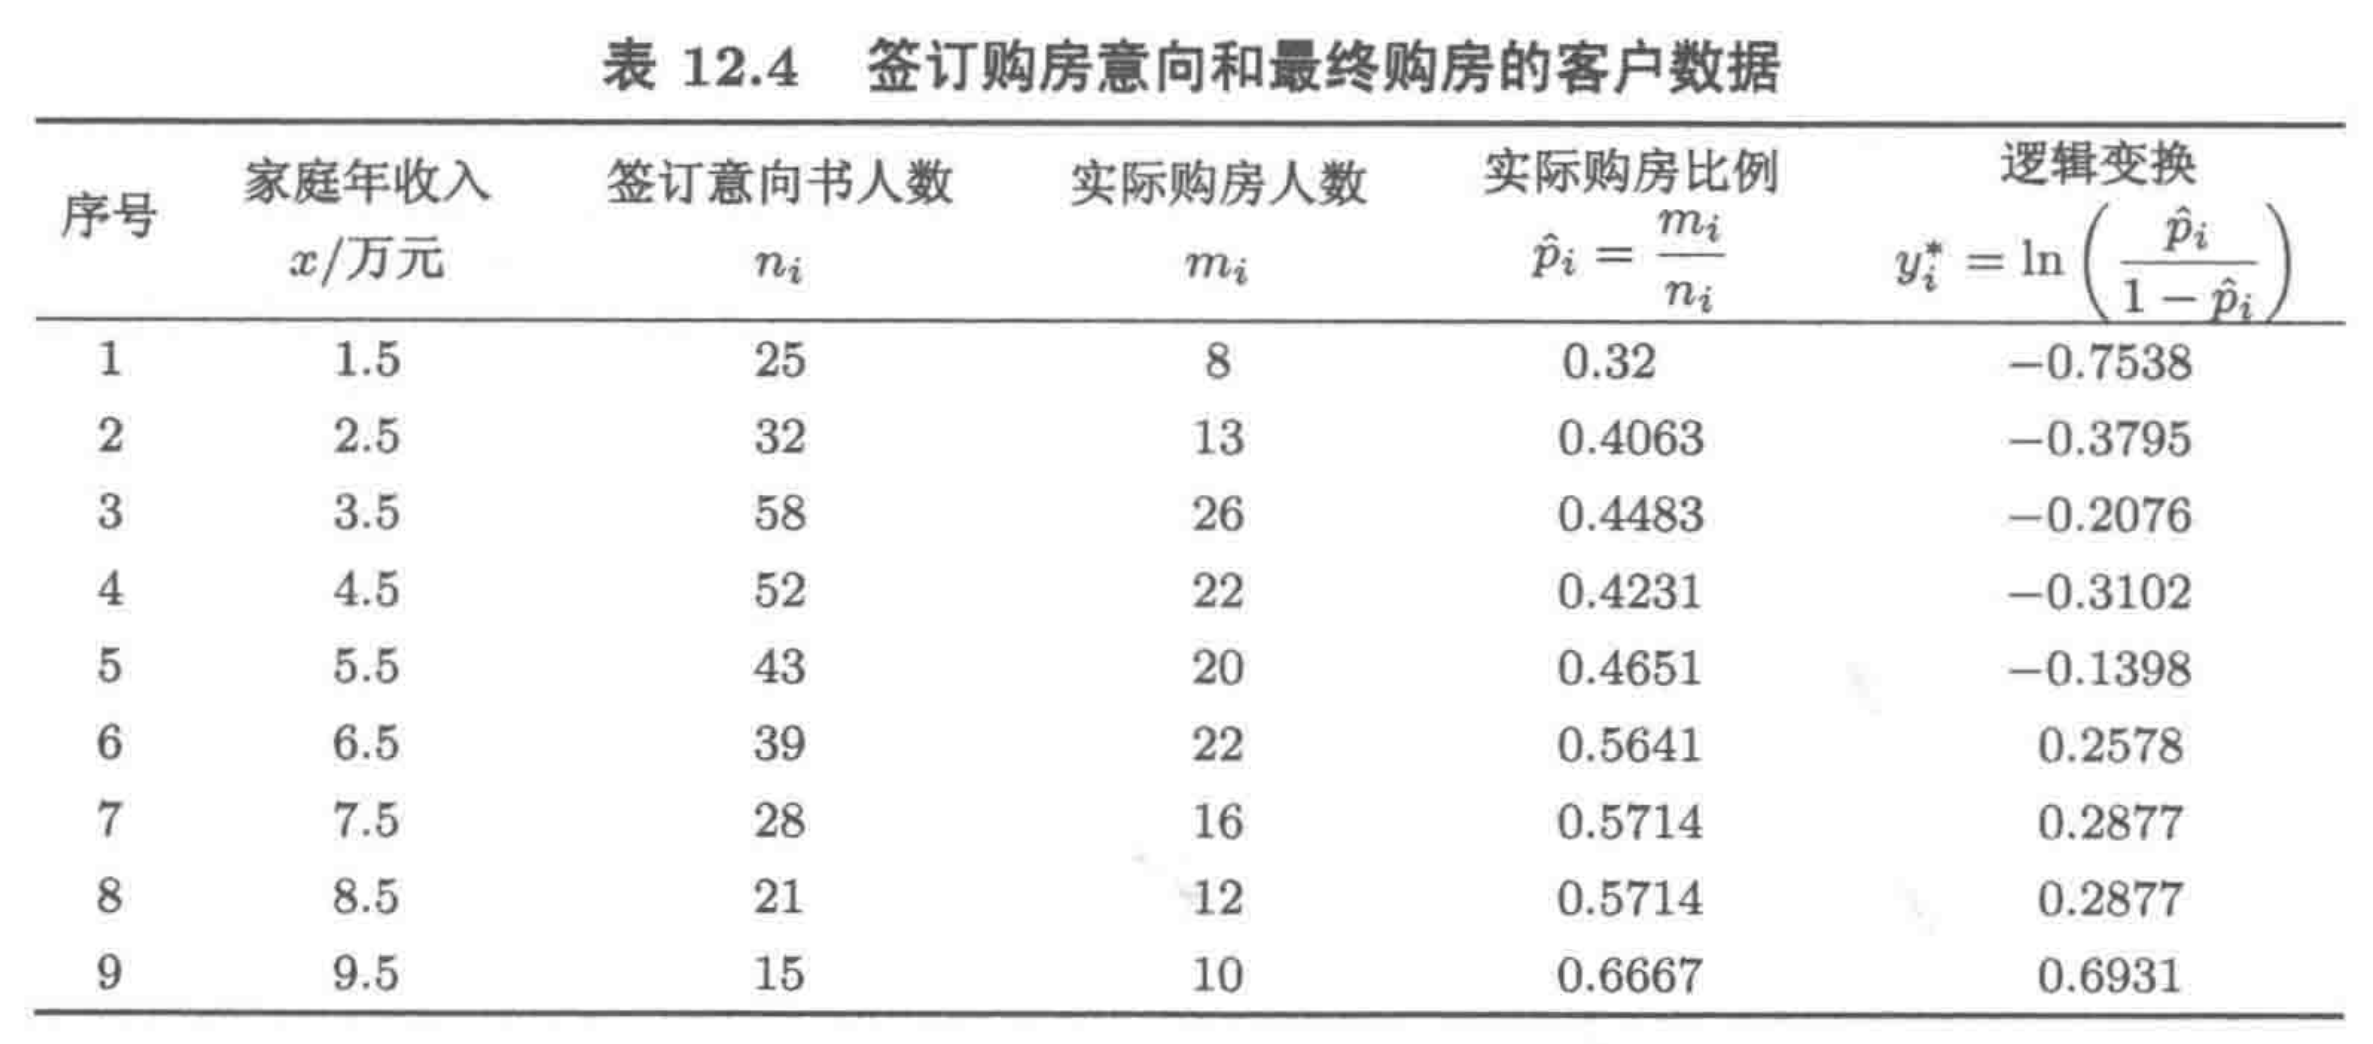 表 12.4 签订购房意向和最终购房的客户数据
序号 家庭年收入 x/万元 签订意向书人数 n_i 实际购房人数 m_i 实际购房比例 p̂_i = m_i/n_i 逻辑变换 y_i^* = ln(p̂_i/(1 − p̂_i))
1 1.5 25 8 0.32 −0.7538
2 2.5 32 13 0.4063 −0.3795
3 3.5 58 26 0.4483 −0.2076
4 4.5 52 22 0.4231 −0.3102
5 5.5 43 20 0.4651 −0.1398
6 6.5 39 22 0.5641 0.2578
7 7.5 28 16 0.5714 0.2877
8 8.5 21 12 0.5714 0.2877
9 9.5 15 10 0.6667 0.6931